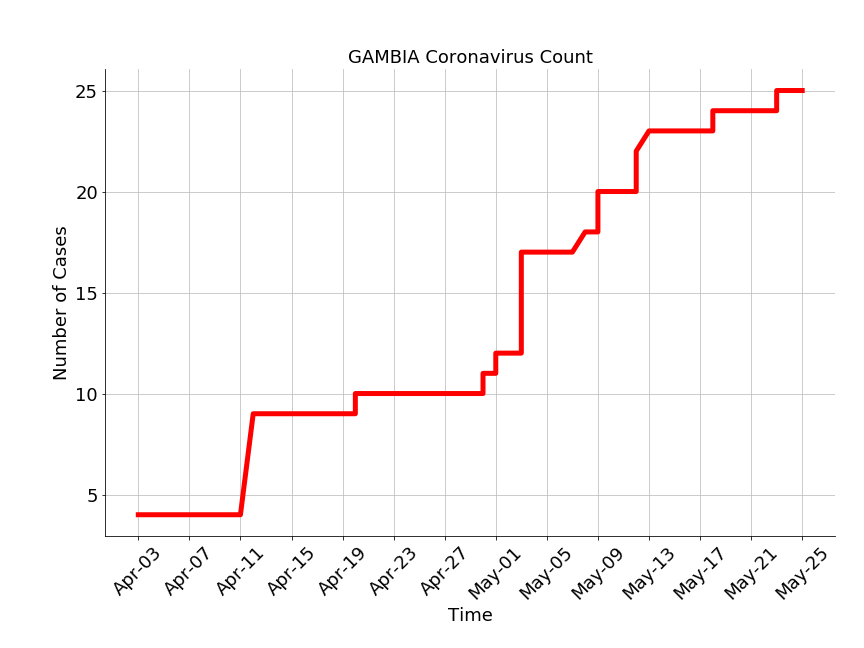 GAMBIA Coronavirus Count
25
20
15
10
5
Number of Cases
Apr-03
Apr-07
Apr-11
Apr-15
Apr-19
Apr-23
Apr-27
May-01
May-05
May-09
May-13
May-17
May-21
May-25
Time